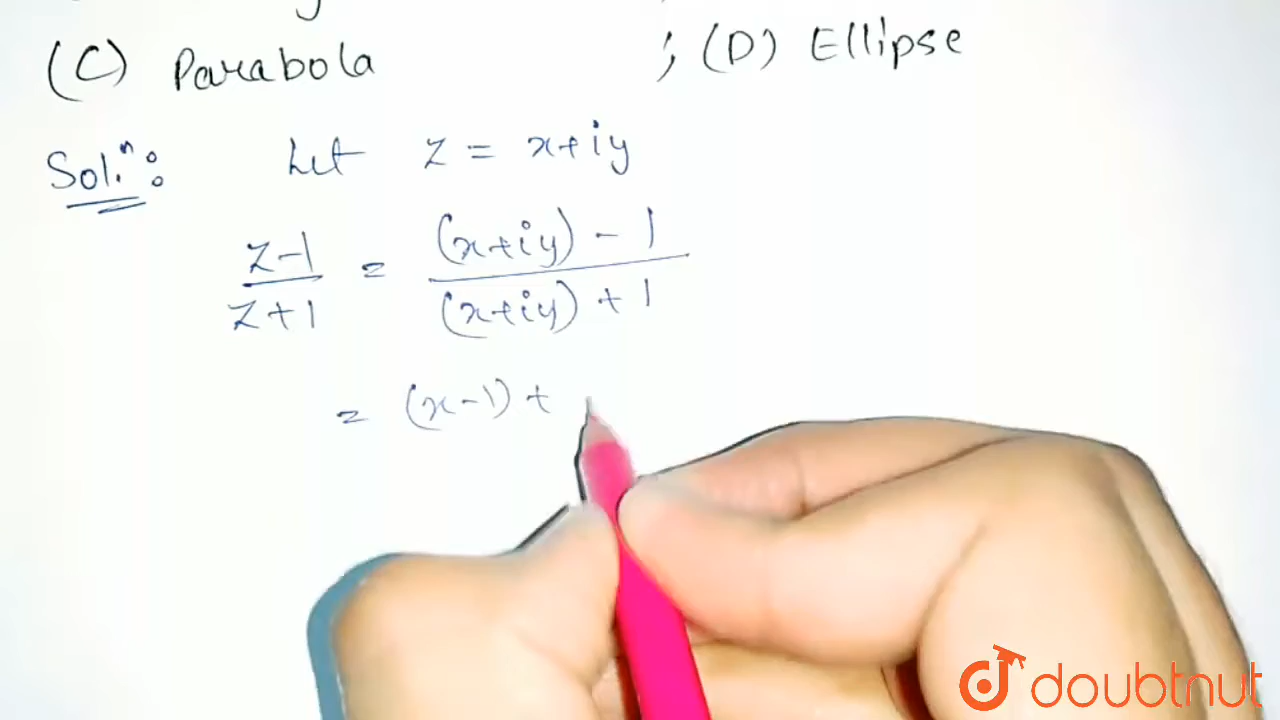 (C) Parabola ; (D) Ellipse
Sol.ⁿ: Let z = x+iy
z-1 / z+1 = (x+iy) - 1 / (x+iy) + 1
= (x-1) +
doubtnut